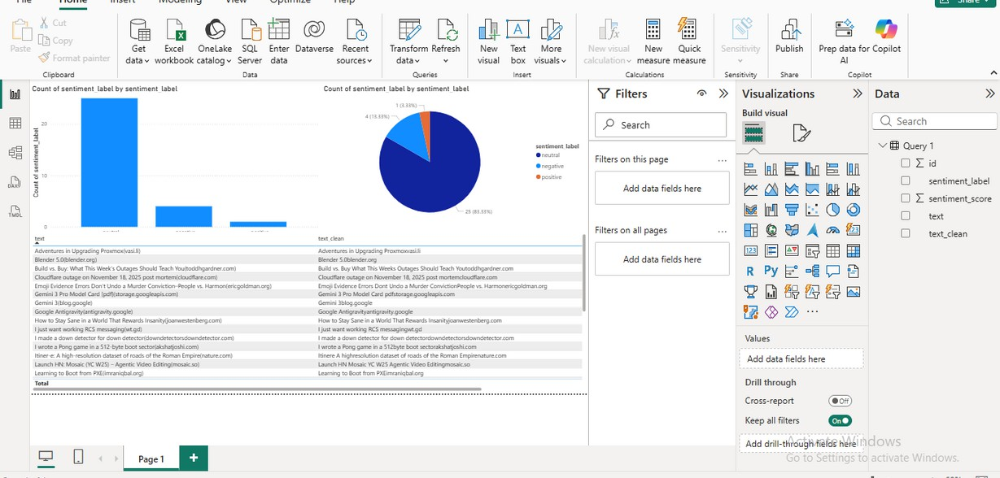 File Home Insert Modeling View Optimize Help Share
Paste
Cut
Copy
Format painter
Clipboard
Get data
Excel workbook
OneLake catalog
SQL Server
Enter data
Dataverse
Recent sources
Data
Transform data
Refresh
Queries
New visual
Text box
More visuals
Insert
New visual calculation
New measure
Quick measure
Calculations
Sensitivity
Sensitivity
Publish
Share
Prep data for AI
Copilot
Copilot
Count of sentiment_label by sentiment_label
Count of sentiment_label
20
10
0
Count of sentiment_label by sentiment_label
1 (3.33%)
4 (13.33%)
25 (83.33%)
sentiment_label
neutral
negative
positive
text text_clean
Adventures in Upgrading Proxmox(vasi.li) Adventures in Upgrading Proxmoxvasi.li
Blender 5.0(blender.org) Blender 50blender.org
Build vs. Buy: What This Week's Outages Should Teach You(toddhgardner.com) Build vs. Buy What This Weeks Outages Should Teach Youtoddhgardner.com
Cloudflare outage on November 18, 2025 post mortem(cloudflare.com) Cloudflare outage on November 18, 2025 post mortemcloudflare.com
Emoji Evidence Errors Don't Undo a Murder Conviction–People vs. Harmon(ericgoldman.org) Emoji Evidence Errors Dont Undo a Murder ConvictionPeople vs. Harmonericgoldman.org
Gemini 3 Pro Model Card [pdf](storage.googleapis.com) Gemini 3 Pro Model Card pdfstorage.googleapis.com
Gemini 3(blog.google) Gemini 3blog.google
Google Antigravity(antigravity.google) Google Antigravityantigravity.google
How to Stay Sane in a World That Rewards Insanity(joanwestenberg.com) How to Stay Sane in a World That Rewards Insanityjoanwestenberg.com
I just want working RCS messaging(wt.gd) I just want working RCS messagingwt.gd
I made a down detector for down detector(downdetectorsdowndetector.com) I made a down detector for down detectordowndetectorsdowndetector.com
I wrote a Pong game in a 512-byte boot sector(akshatjoshi.com) I wrote a Pong game in a 512byte boot sectorakshatjoshi.com
Itiner-e: A high-resolution dataset of roads of the Roman Empire(nature.com) Itinere A highresolution dataset of roads of the Roman Empirenature.com
Launch HN: Mosaic (YC W25) – Agentic Video Editing(mosaic.so) Launch HN Mosaic YC W25 Agentic Video Editingmosaic.so
Learning to Boot from PXE(imraniqbal.org) Learning to Boot from PXEimraniqbal.org
Total
Filters
Search
Filters on this page
Add data fields here
Filters on all pages
Add data fields here
Visualizations
Build visual
123
R
Py
Values
Add data fields here
Drill through
Cross-report
Off
Keep all filters
On
Add drill-through fields here
Data
Search
Query 1
id
sentiment_label
sentiment_score
text
text_clean
DAX
TMDL
Page 1
Activate Windows
Go to Settings to activate Windows.